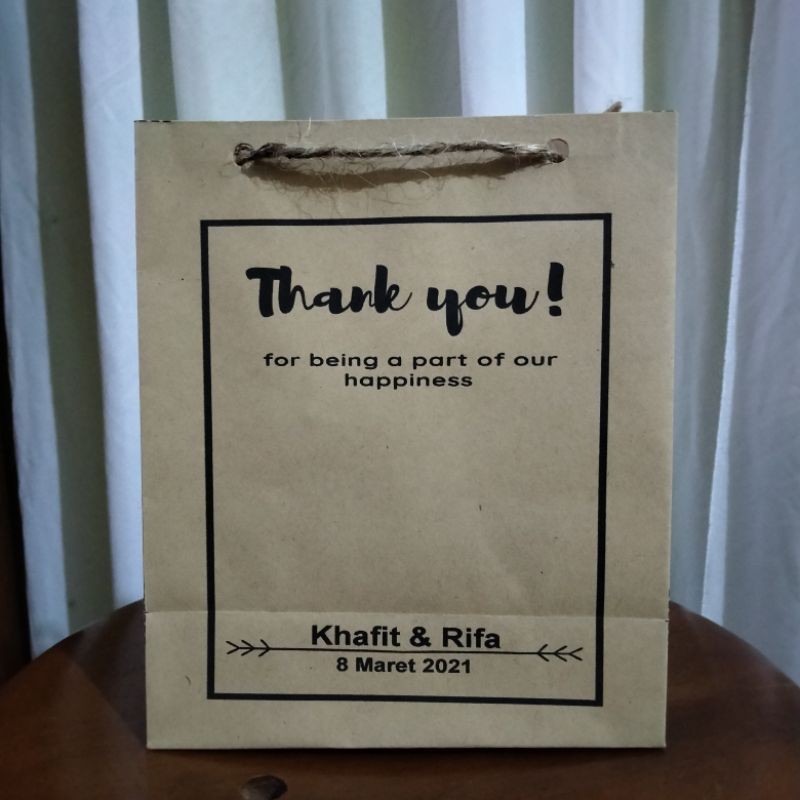 Thank you!
for being a part of our
happiness
Khafit & Rifa
8 Maret 2021